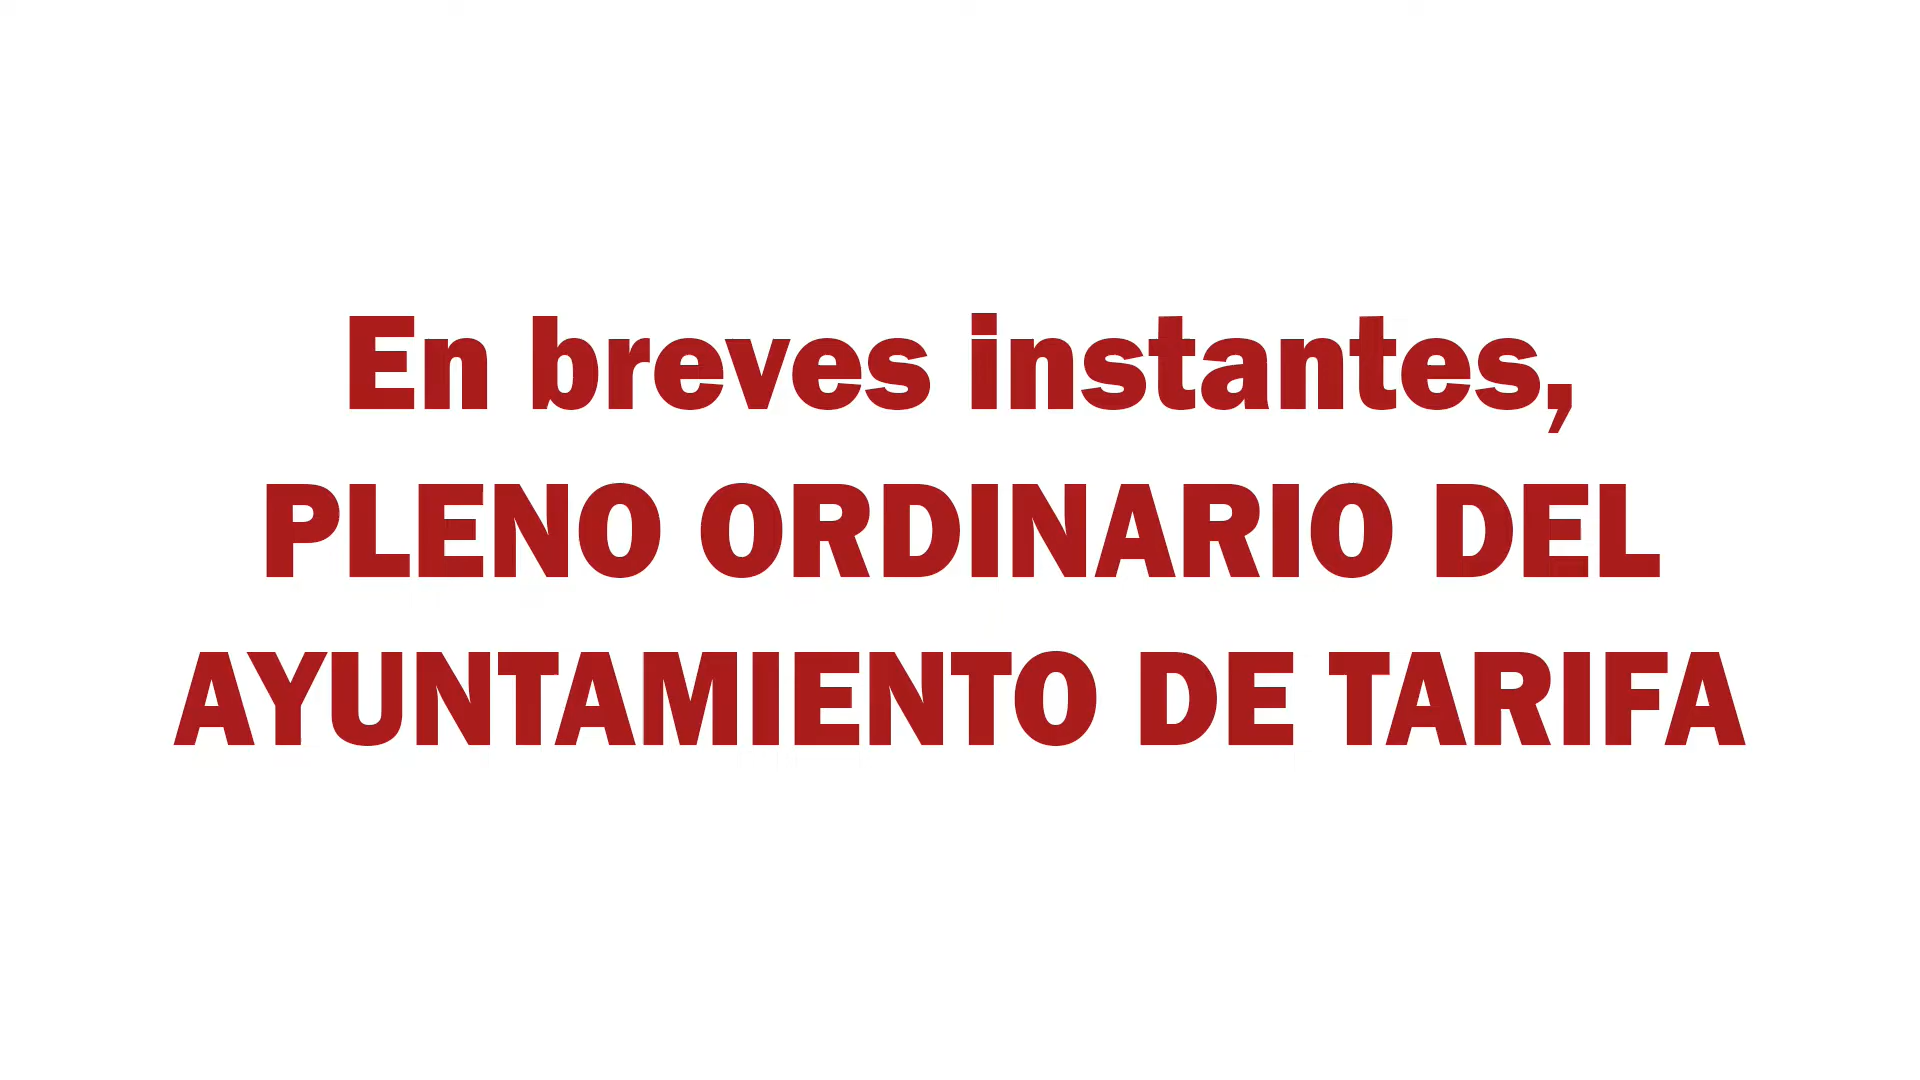 En breves instantes,
PLENO ORDINARIO DEL
AYUNTAMIENTO DE TARIFA